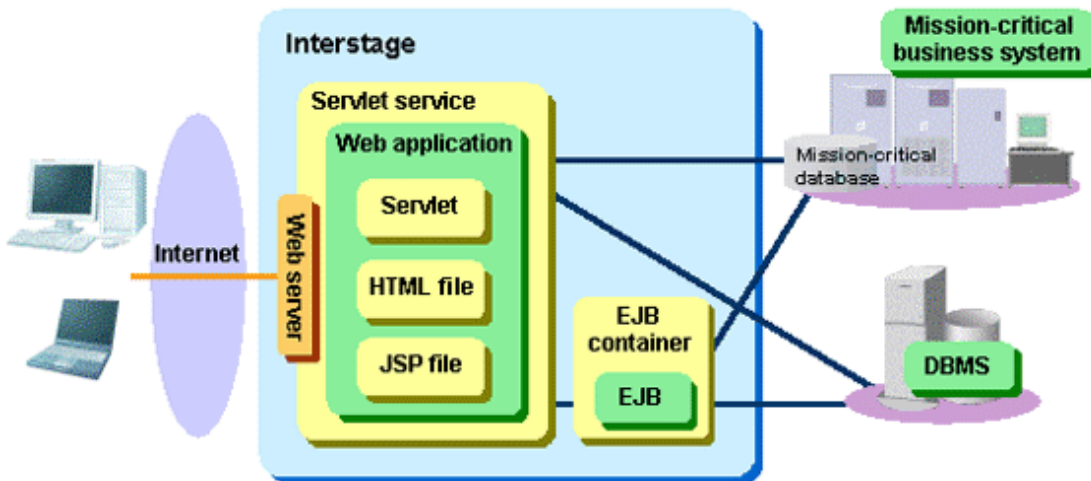 Interstage
Mission-critical
business system
Servlet service
Web application
Mission-critical
database
Servlet
Internet
Web server
HTML file
EJB
container
JSP file
EJB
DBMS